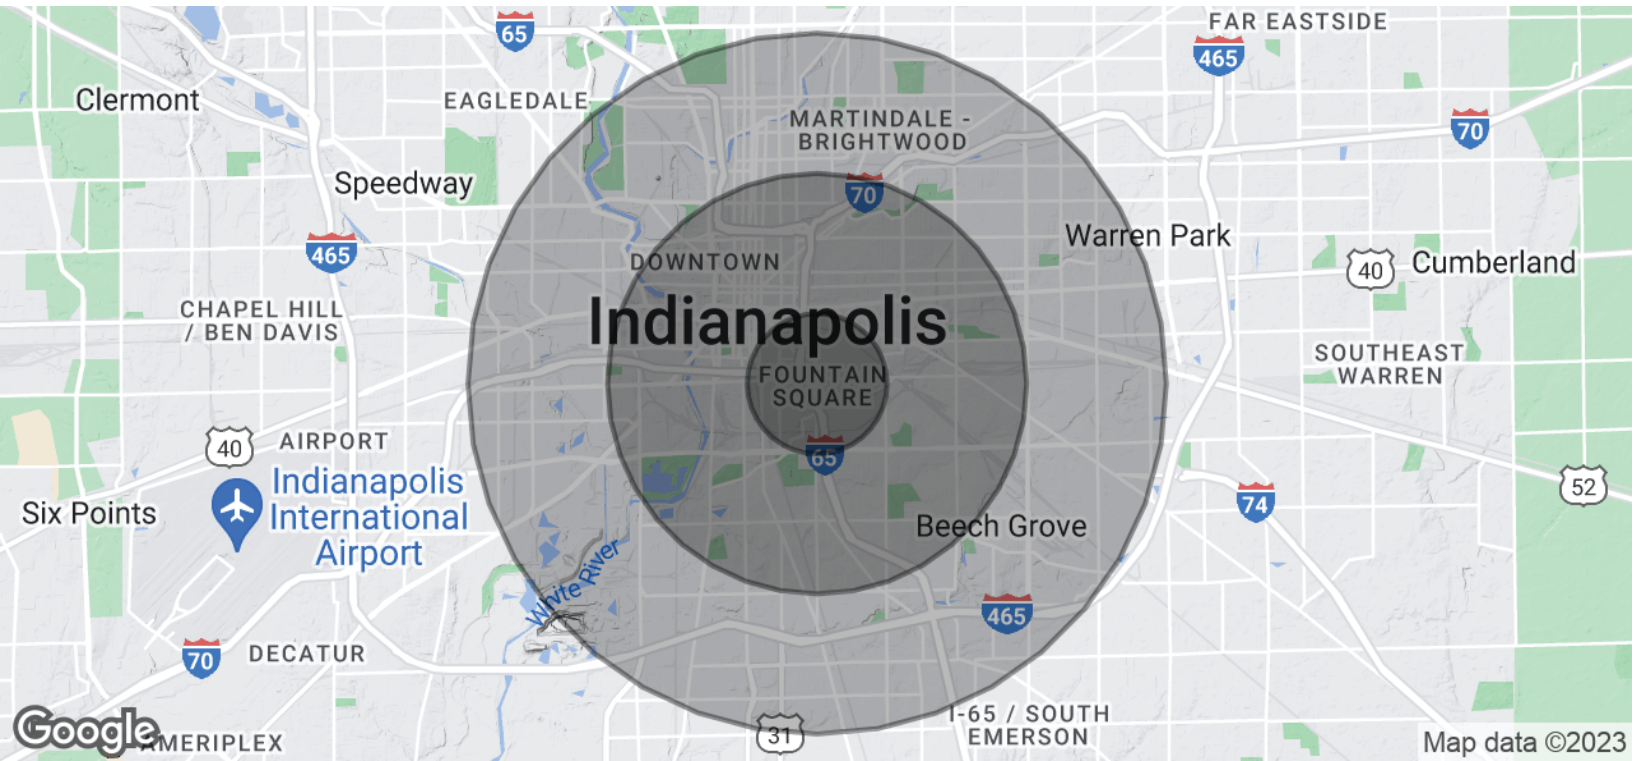 65
FAR EASTSIDE
465
Clermont
EAGLEDALE
MARTINDALE -
BRIGHTWOOD
70
Speedway
70
465
Warren Park
DOWNTOWN
40
Cumberland
CHAPEL HILL
/ BEN DAVIS
Indianapolis
SOUTHEAST
WARREN
FOUNTAIN
SQUARE
40
AIRPORT
65
Indianapolis
International
Airport
52
74
Six Points
Beech Grove
White River
465
DECATUR
70
I-65 / SOUTH
EMERSON
31
Google
AMERIPLEX
Map data ©2023